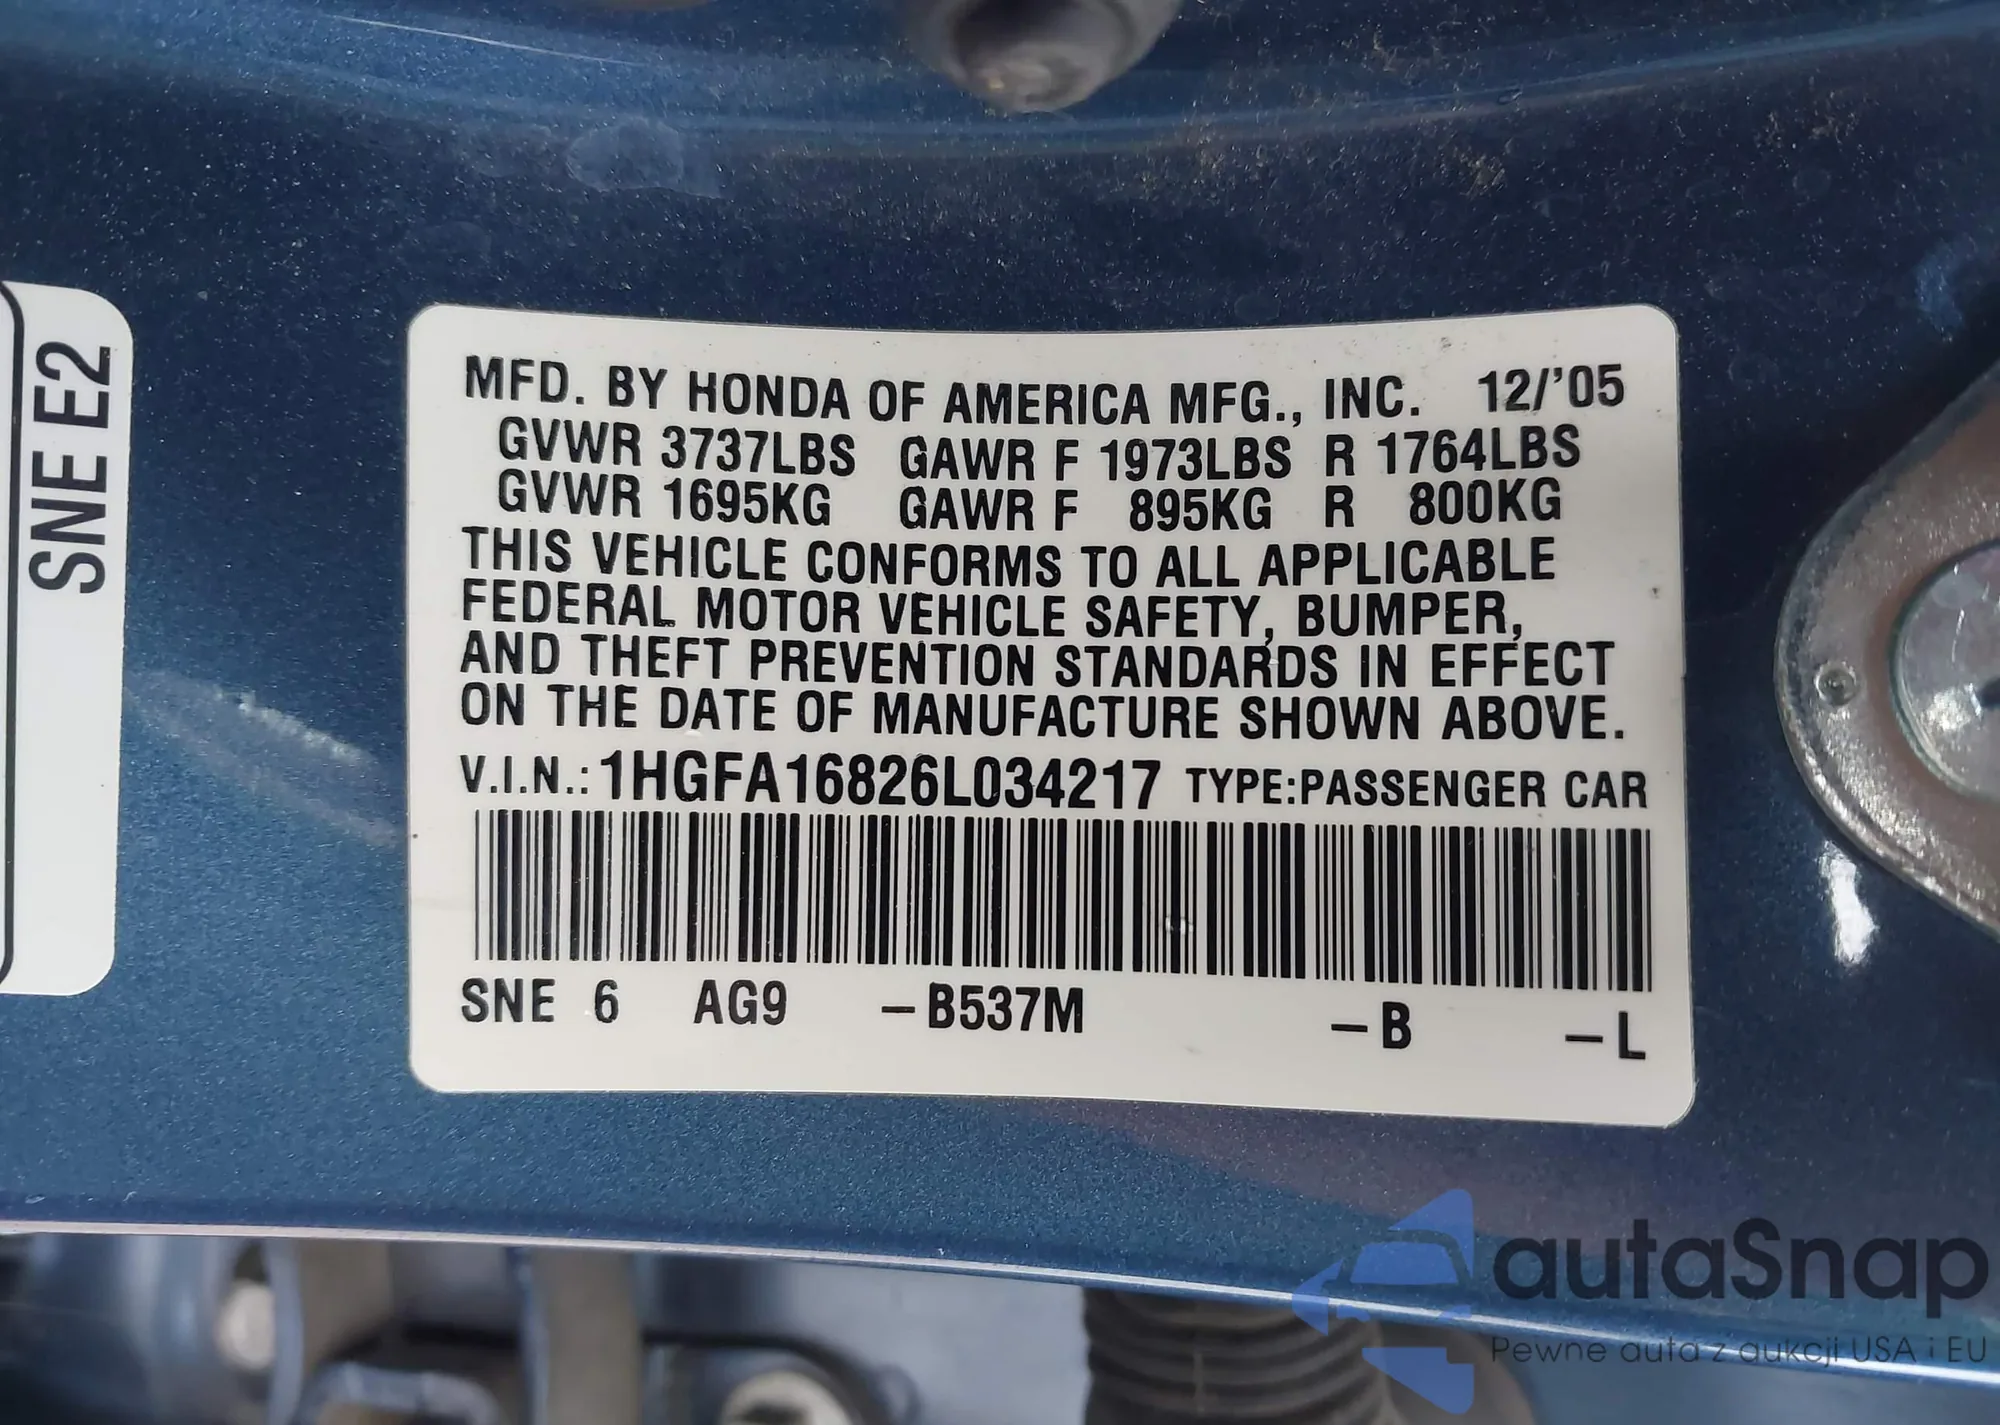 SNE E2
MFD. BY HONDA OF AMERICA MFG., INC. 12/'05
GVWR 3737LBS GAWR F 1973LBS R 1764LBS
GVWR 1695KG GAWR F 895KG R 800KG
THIS VEHICLE CONFORMS TO ALL APPLICABLE
FEDERAL MOTOR VEHICLE SAFETY, BUMPER,
AND THEFT PREVENTION STANDARDS IN EFFECT
ON THE DATE OF MANUFACTURE SHOWN ABOVE.
V.I.N.: 1HGFA16826L034217 TYPE:PASSENGER CAR
SNE 6 AG9 –B537M –B –L
autaSnap
Pewne auta z aukcji USA i EU